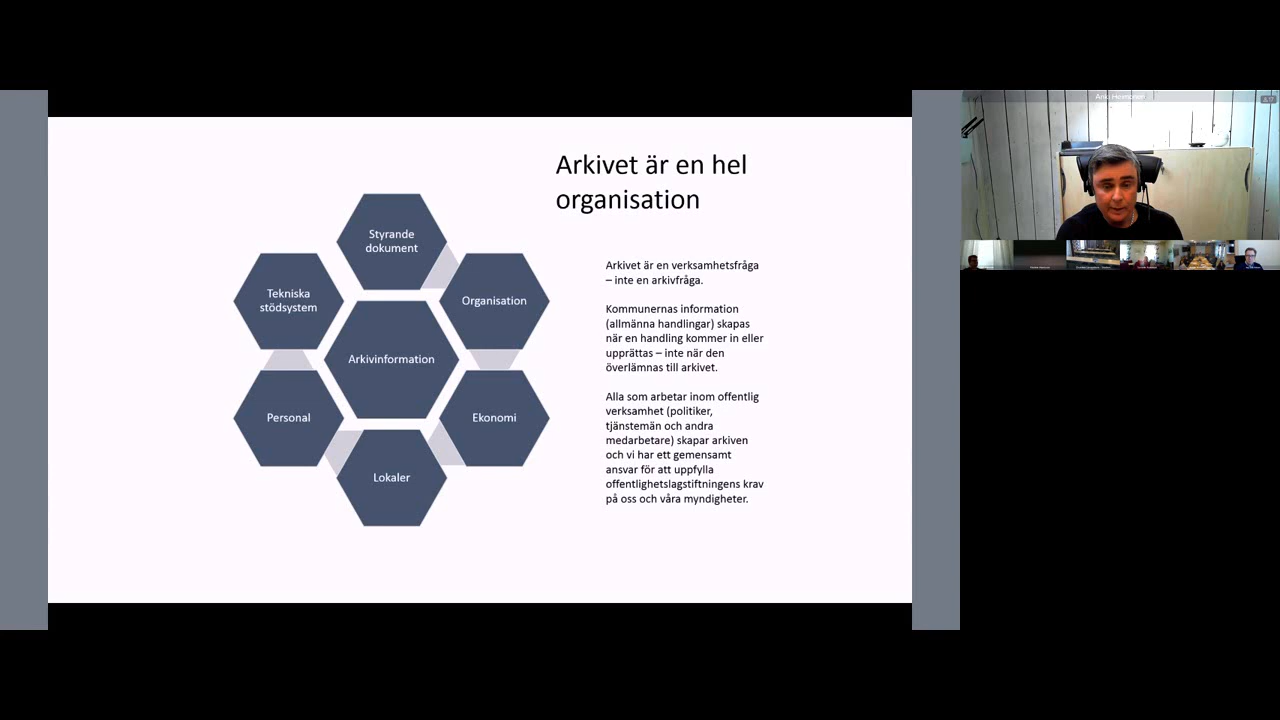 Arkivet är en hel
organisation
Styrande
dokument
Tekniska
stödsystem
Organisation
Arkivinformation
Personal
Ekonomi
Lokaler
Arkivet är en verksamhetsfråga
– inte en arkivfråga.
Kommunernas information
(allmänna handlingar) skapas
när en handling kommer in eller
upprättas – inte när den
överlämnas till arkivet.
Alla som arbetar inom offentlig
verksamhet (politiker,
tjänstemän och andra
medarbetare) skapar arkiven
och vi har ett gemensamt
ansvar för att uppfylla
offentlighetslagstiftningens krav
på oss och våra myndigheter.